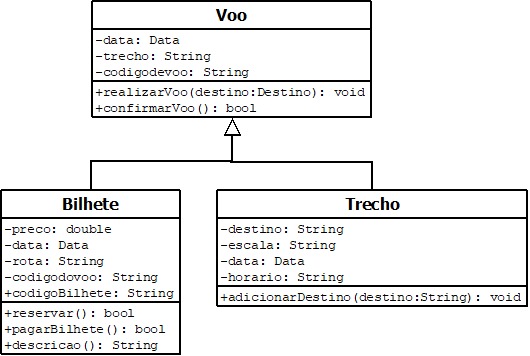 Voo
-data: Data
-trecho: String
-codigodevoo: String
+realizarVoo(destino:Destino): void
+confirmarVoo(): bool
Bilhete
-preco: double
-data: Data
-rota: String
-codigodovoo: String
+codigoBilhete: String
+reservar(): bool
+pagarBilhete(): bool
+descricao(): String
Trecho
-destino: String
-escala: String
-data: Data
-horario: String
+adicionarDestino(destino:String): void